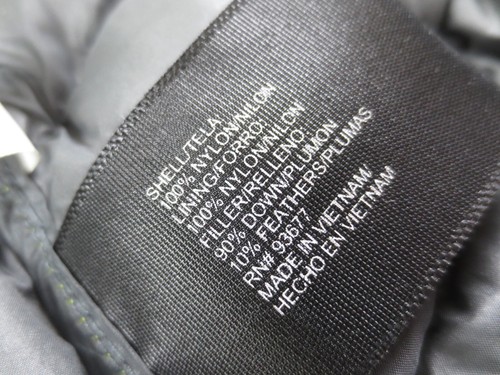 SHELL/TELA
100% NYLON/NILON
LINING/FORRO:
100% NYLON/NILON
FILLER/RELLENO:
90% DOWN/PLUMON
10% FEATHERS/PLUMAS
RN# 93677
MADE IN VIETNAM/
HECHO EN VIETNAM